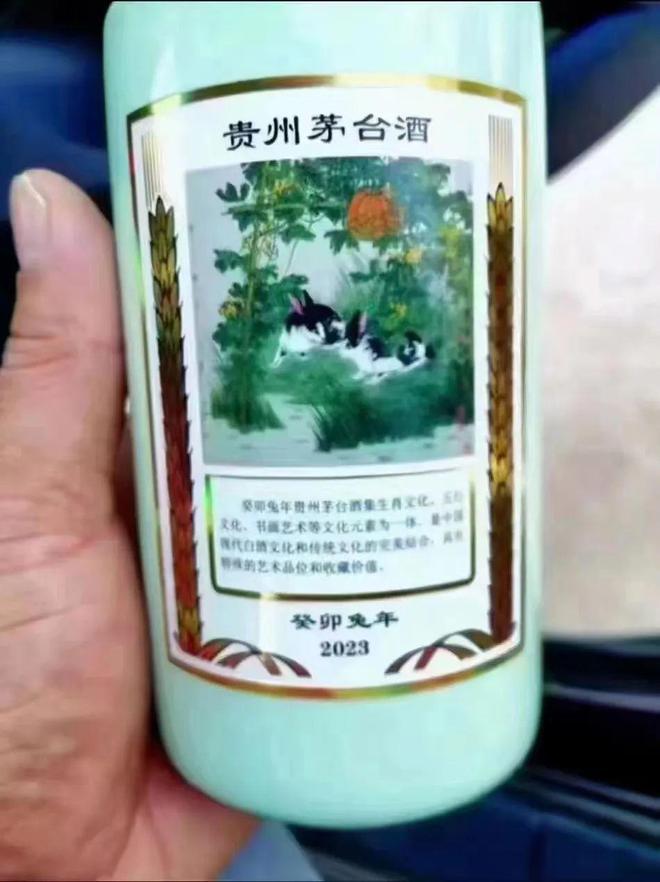 贵州茅台酒
癸卯兔年贵州茅台酒集生肖文化、五行
文化、书画艺术等文化元素为一体，是中国
现代白酒文化和传统文化的完美结合，具有
特殊的艺术品位和收藏价值。
癸卯兔年
2023